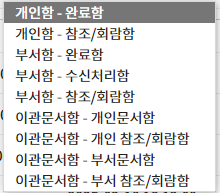 개인함 - 완료함
개인함 - 참조/회람함
부서함 - 완료함
부서함 - 수신처리함
부서함 - 참조/회람함
이관문서함 - 개인문서함
이관문서함 - 개인 참조/회람함
이관문서함 - 부서문서함
이관문서함 - 부서 참조/회람함